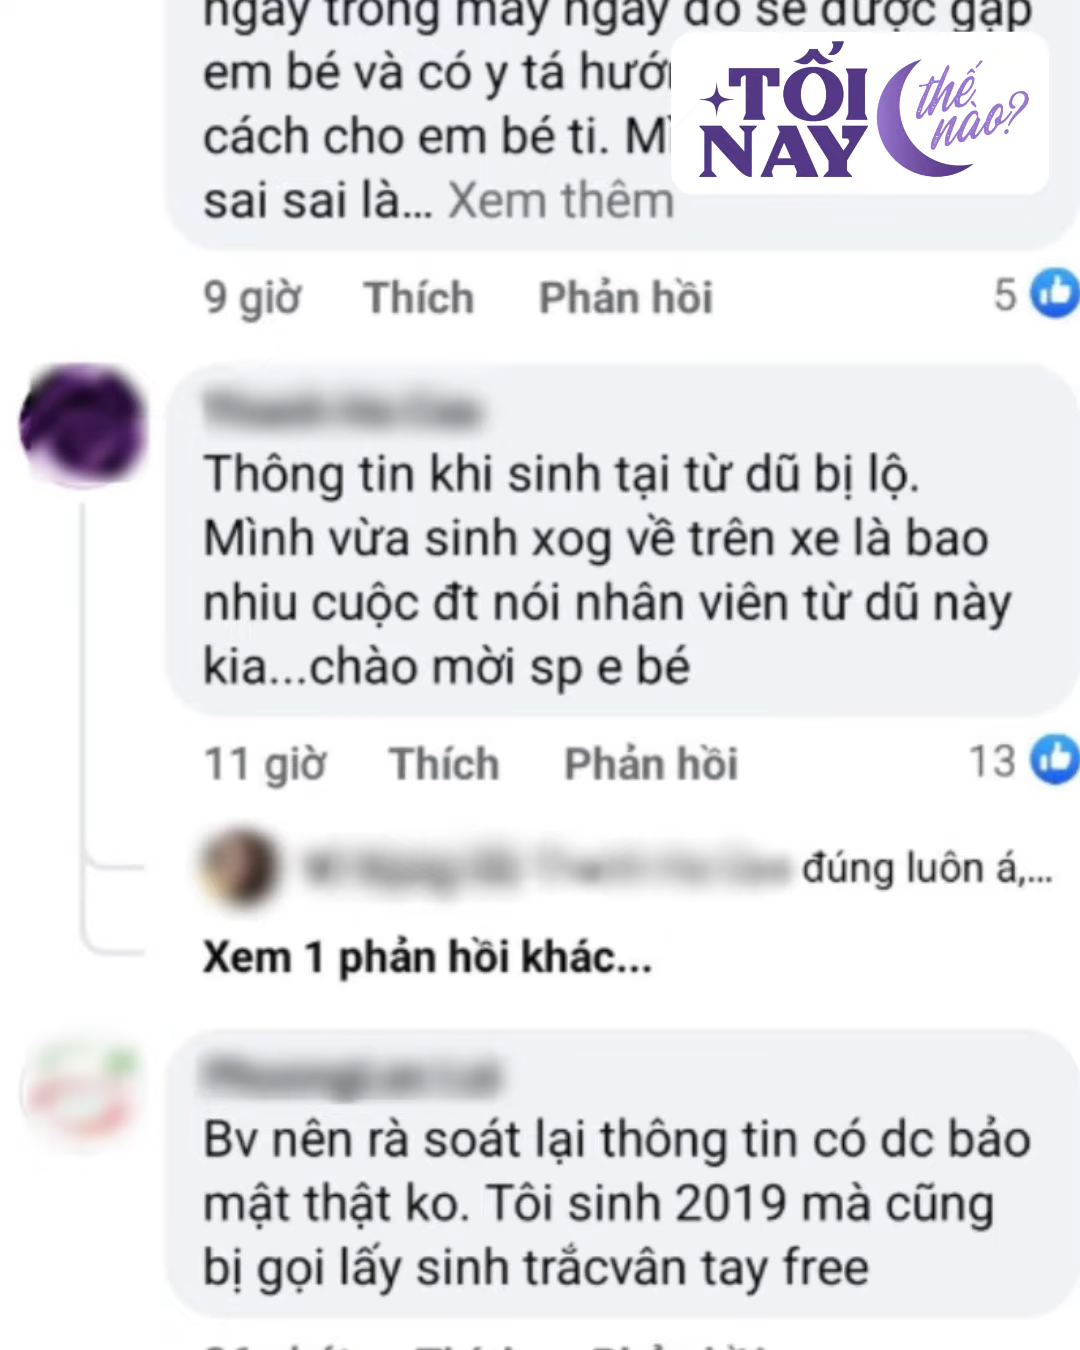 ngay trong mấy ngày đó sẽ được gặp
em bé và có y tá
cách cho em bé ti.
sai sai là... Xem thêm
TỐI NAY thế nào?
9 giờ Thích Phản hồi 5
Thông tin khi sinh tại từ dũ bị lộ.
Mình vừa sinh xog về trên xe là bao
nhiu cuộc đt nói nhân viên từ dũ này
kia...chào mời sp e bé
11 giờ Thích Phản hồi 13
đúng luôn á,...
Xem 1 phản hồi khác...
Bv nên rà soát lại thông tin có dc bảo
mật thật ko. Tôi sinh 2019 mà cũng
bị gọi lấy sinh trắcvân tay free